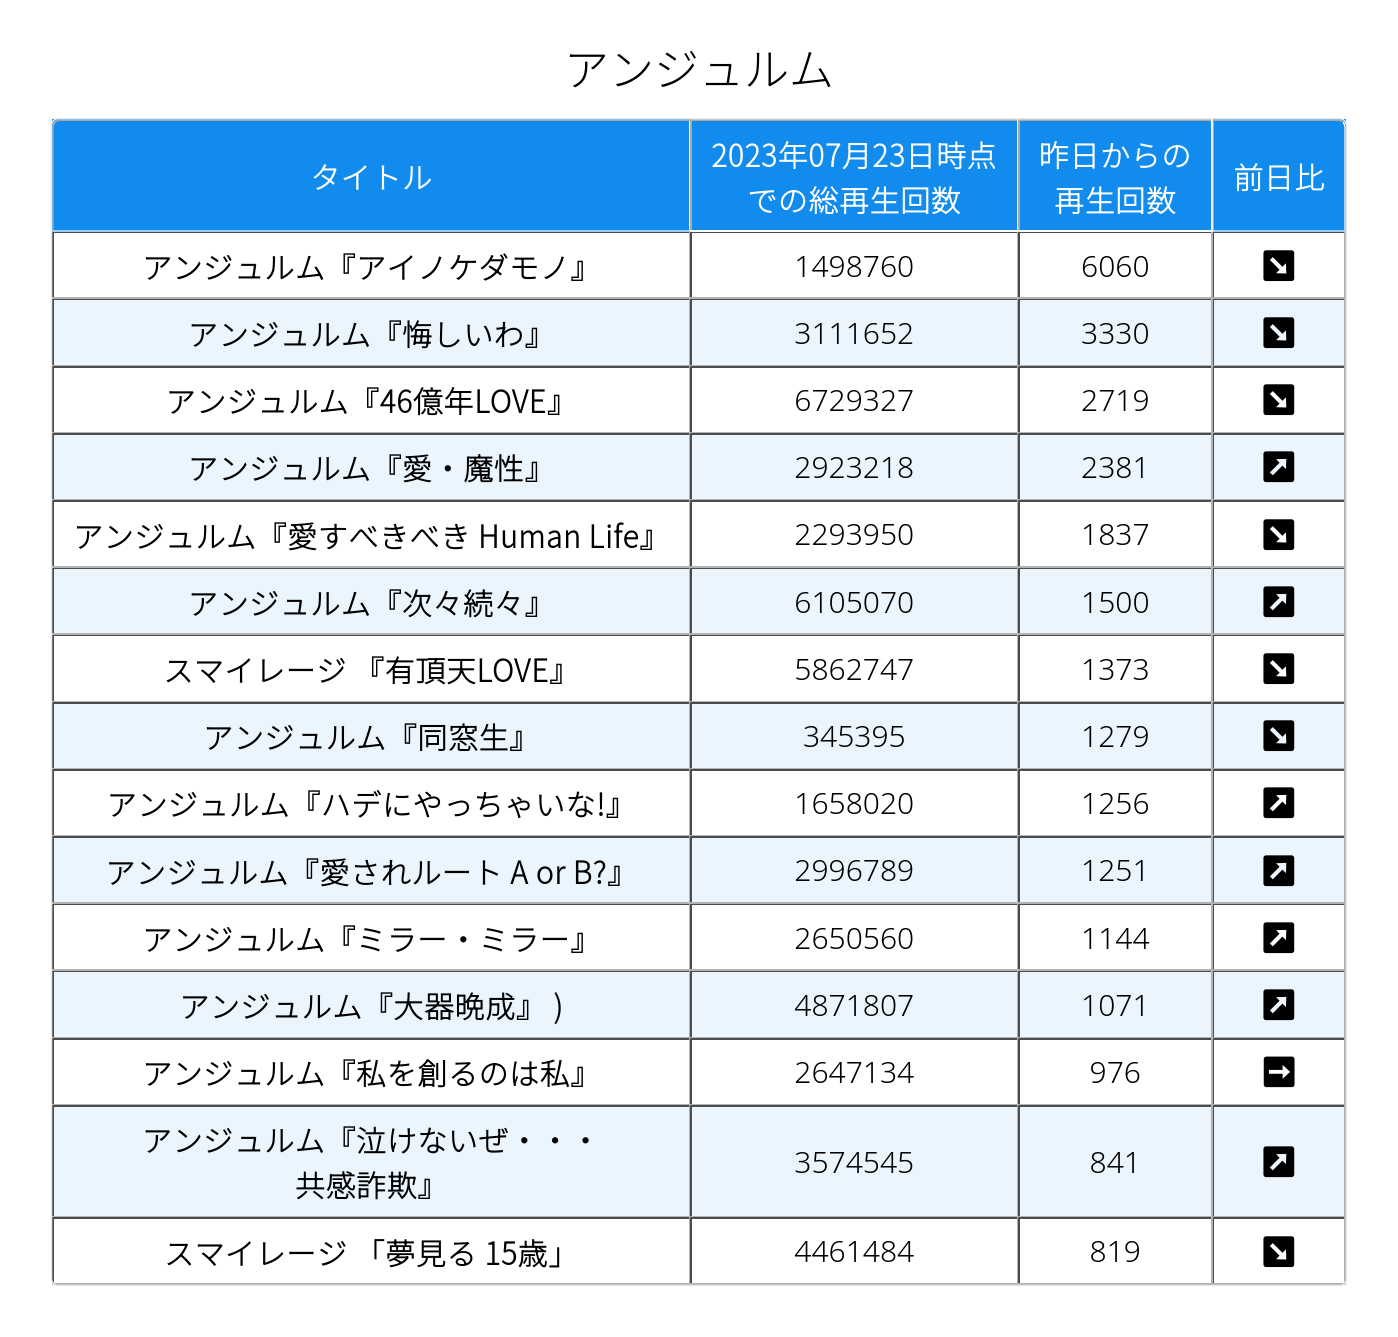 アンジュルム
タイトル 2023年07月23日時点 での総再生回数 昨日からの 再生回数 前日比
アンジュルム『アイノケダモノ』 1498760 6060 ↘
アンジュルム『悔しいわ』 3111652 3330 ↘
アンジュルム『46億年LOVE』 6729327 2719 ↘
アンジュルム『愛・魔性』 2923218 2381 ↗
アンジュルム『愛すべきべき Human Life』 2293950 1837 ↘
アンジュルム『次々続々』 6105070 1500 ↗
スマイレージ 『有頂天LOVE』 5862747 1373 ↘
アンジュルム『同窓生』 345395 1279 ↘
アンジュルム『ハデにやっちゃいな!』 1658020 1256 ↗
アンジュルム『愛されルート A or B?』 2996789 1251 ↗
アンジュルム『ミラー・ミラー』 2650560 1144 ↗
アンジュルム『大器晩成』 ) 4871807 1071 ↗
アンジュルム『私を創るのは私』 2647134 976 →
アンジュルム『泣けないぜ・・・
共感詐欺』 3574545 841 ↗
スマイレージ 「夢見る 15歳」 4461484 819 ↘